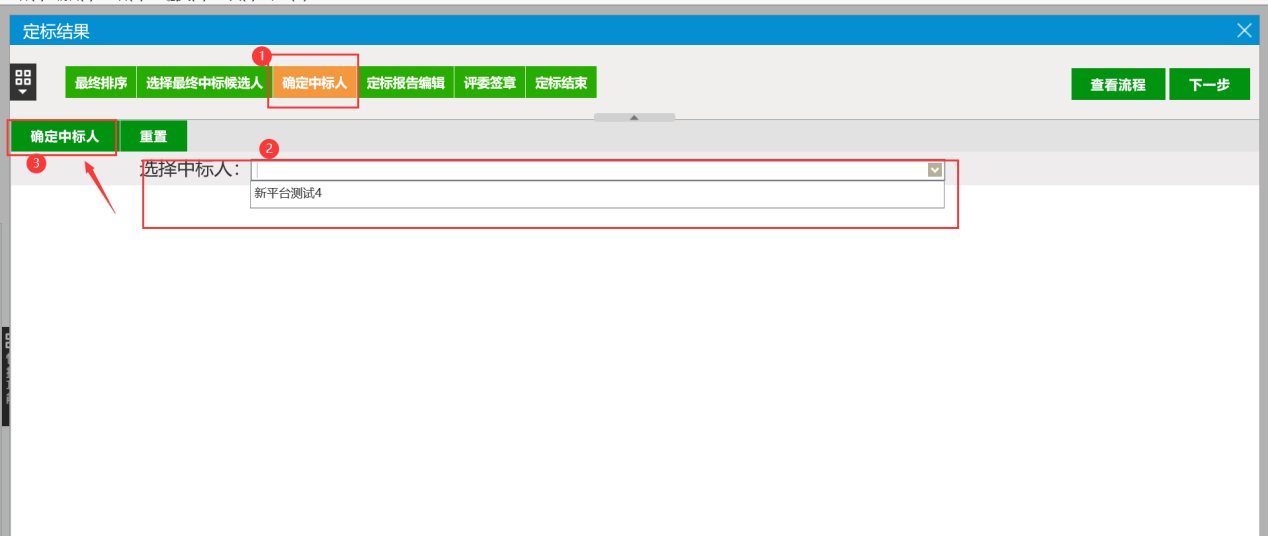 定标结果
1
最终排序 选择最终中标候选人 确定中标人 定标报告编辑 评委签章 定标结束 查看流程 下一步
确定中标人 重置
2
3
选择中标人：
新平台测试4